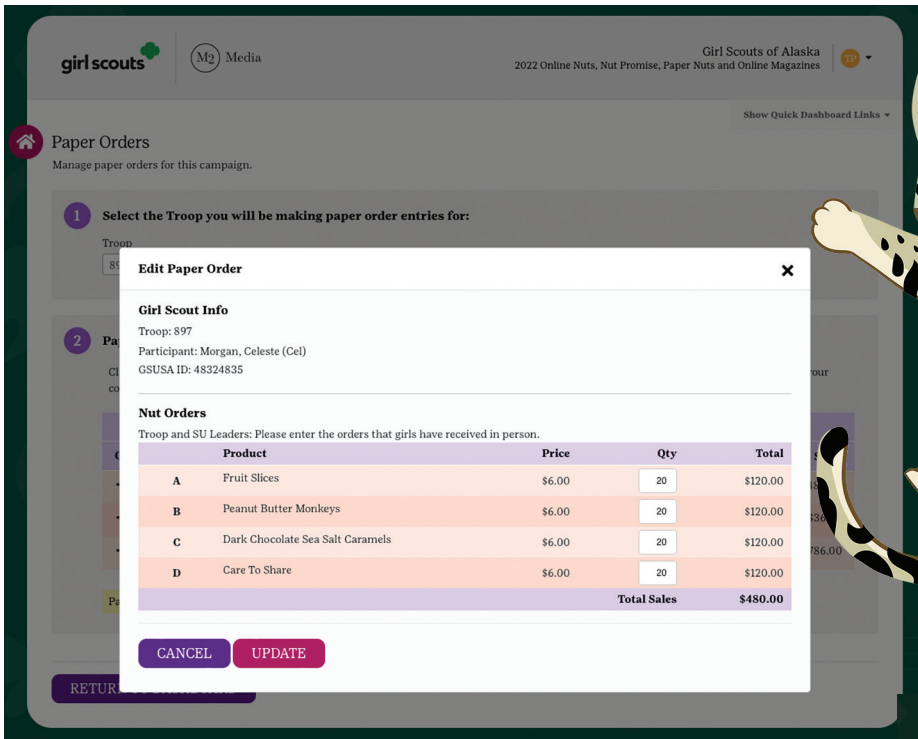 girl scouts
M2 Media
Girl Scouts of Alaska
2022 Online Nuts, Nut Promise, Paper Nuts and Online Magazines
TP
Show Quick Dashboard Links
Paper Orders
Manage paper orders for this campaign.
1 Select the Troop you will be making paper order entries for:
Troop
Edit Paper Order
Girl Scout Info
Troop: 897
Participant: Morgan, Celeste (Cel)
GSUSA ID: 48324835
2
Nut Orders
Troop and SU Leaders: Please enter the orders that girls have received in person.
Product Price Qty Total
A Fruit Slices $6.00 20 $120.00
B Peanut Butter Monkeys $6.00 20 $120.00
C Dark Chocolate Sea Salt Caramels $6.00 20 $120.00
D Care To Share $6.00 20 $120.00
Total Sales $480.00
CANCEL UPDATE